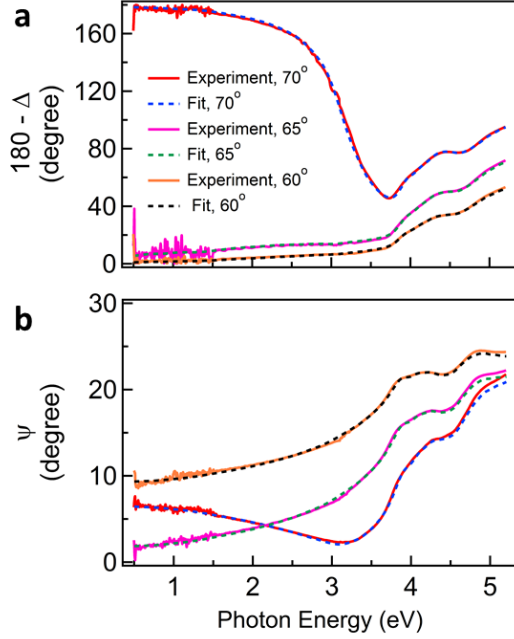 a
180 - Δ
(degree)
160
120
80
40
0
Experiment, 70°
Fit, 70°
Experiment, 65°
Fit, 65°
Experiment, 60°
Fit, 60°
b
Ψ
(degree)
30
20
10
0
1 2 3 4 5
Photon Energy (eV)